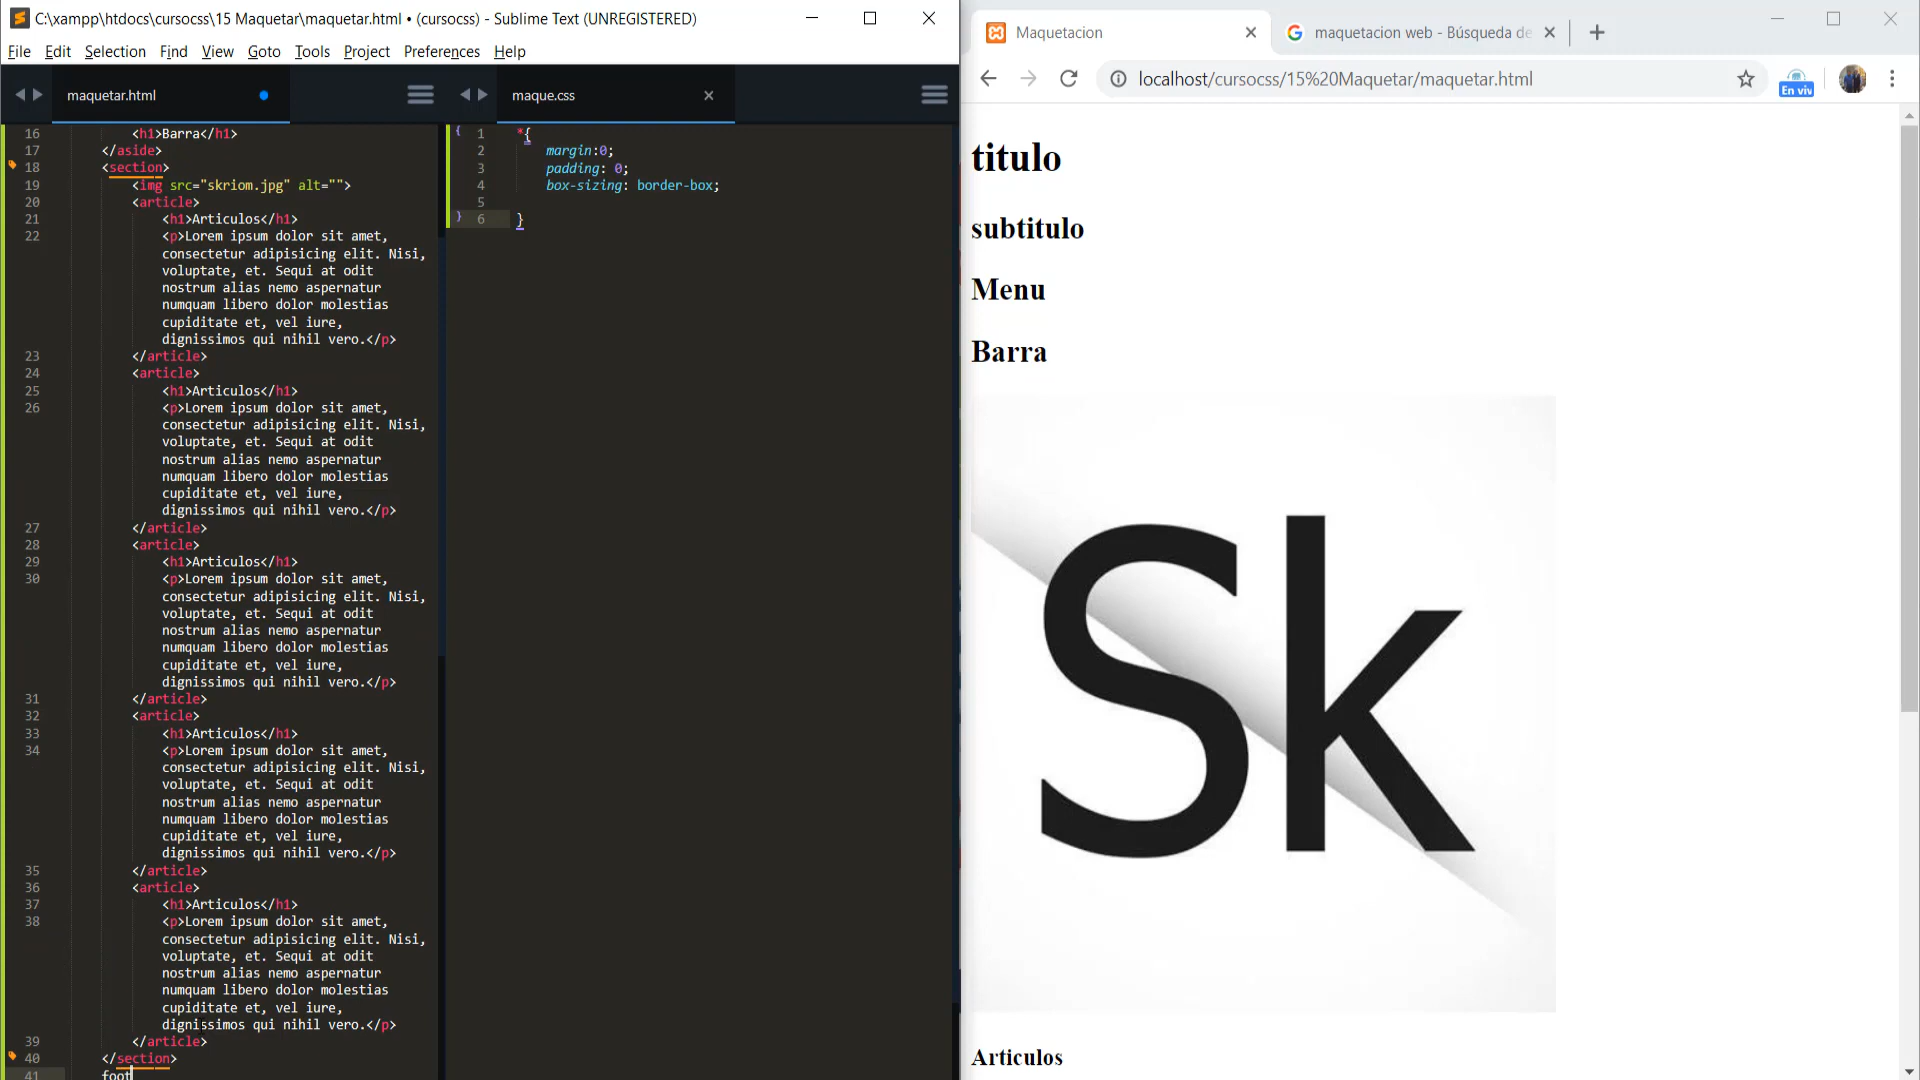 C:\xampp\htdocs\cursocss\15 Maquetar\maquetar.html • (cursocss) - Sublime Text (UNREGISTERED)
File Edit Selection Find View Goto Tools Project Preferences Help
maquetar.html
16 <h1>Barra</h1>
17 </aside>
18 <section>
19 <img src="skriom.jpg" alt="">
20 <article>
21 <h1>Articulos</h1>
22 <p>Lorem ipsum dolor sit amet,
consectetur adipisicing elit. Nisi,
voluptate, et. Sequi at odit
nostrum alias nemo aspernatur
numquam libero dolor molestias
cupiditate et, vel iure,
dignissimos qui nihil vero.</p>
23 </article>
24 <article>
25 <h1>Articulos</h1>
26 <p>Lorem ipsum dolor sit amet,
consectetur adipisicing elit. Nisi,
voluptate, et. Sequi at odit
nostrum alias nemo aspernatur
numquam libero dolor molestias
cupiditate et, vel iure,
dignissimos qui nihil vero.</p>
27 </article>
28 <article>
29 <h1>Articulos</h1>
30 <p>Lorem ipsum dolor sit amet,
consectetur adipisicing elit. Nisi,
voluptate, et. Sequi at odit
nostrum alias nemo aspernatur
numquam libero dolor molestias
cupiditate et, vel iure,
dignissimos qui nihil vero.</p>
31 </article>
32 <article>
33 <h1>Articulos</h1>
34 <p>Lorem ipsum dolor sit amet,
consectetur adipisicing elit. Nisi,
voluptate, et. Sequi at odit
nostrum alias nemo aspernatur
numquam libero dolor molestias
cupiditate et, vel iure,
dignissimos qui nihil vero.</p>
35 </article>
36 <article>
37 <h1>Articulos</h1>
38 <p>Lorem ipsum dolor sit amet,
consectetur adipisicing elit. Nisi,
voluptate, et. Sequi at odit
nostrum alias nemo aspernatur
numquam libero dolor molestias
cupiditate et, vel iure,
dignissimos qui nihil vero.</p>
39 </article>
40 </section>
41 foot
maque.css
1 *{
2 margin:0;
3 padding: 0;
4 box-sizing: border-box;
5
6 }
Maquetacion
maquetacion web - Búsqueda de
localhost/cursocss/15%20Maquetar/maquetar.html
En viv
titulo
subtitulo
Menu
Barra
Sk
Articulos